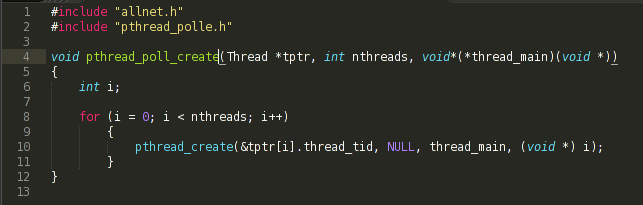 1 #include "allnet.h"
2 #include "pthread_polle.h"
3
4 void pthread_poll_create(Thread *tptr, int nthreads, void*(*thread_main)(void *))
5 {
6 int i;
7
8 for (i = 0; i < nthreads; i++)
9 {
10 pthread_create(&tptr[i].thread_tid, NULL, thread_main, (void *) i);
11 }
12 }
13